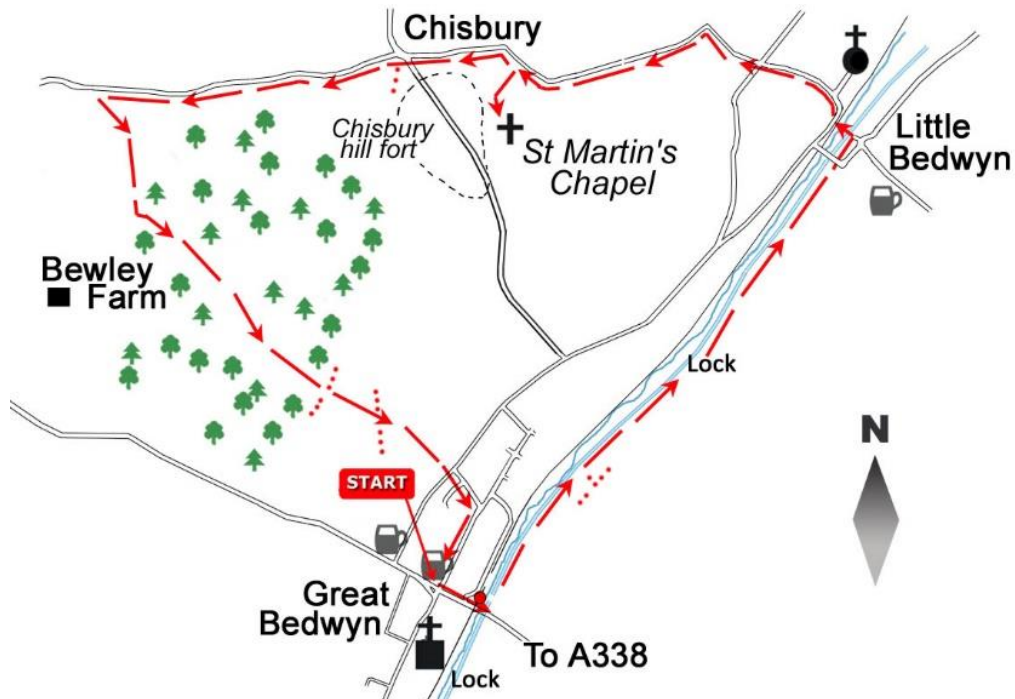 Chisbury
Chisbury
hill fort
St Martin's
Chapel
Little
Bedwyn
Bewley
Farm
Lock
N
START
Great
Bedwyn
To A338
Lock